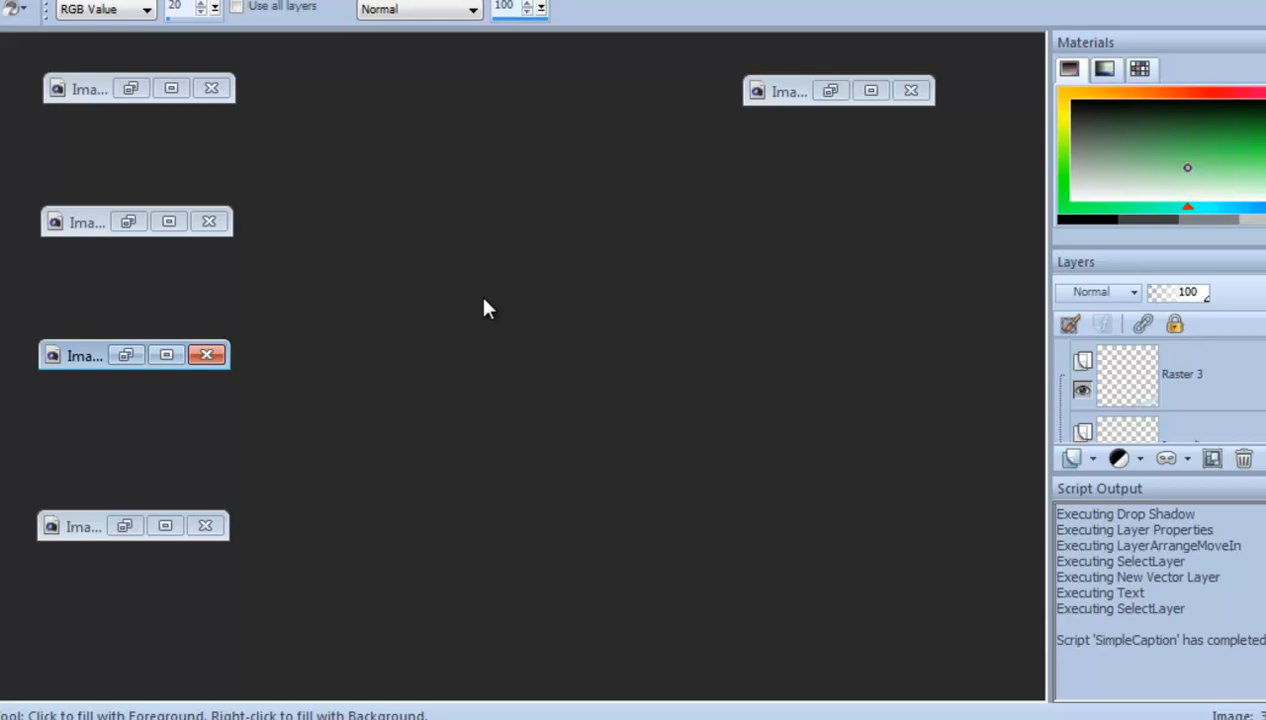 RGB Value 20 Use all layers Normal 100
Materials
Ima... Ima...
Ima...
Layers
Normal 100
Ima...
Raster 3
Script Output
Executing Drop Shadow
Ima... Executing Layer Properties
Executing LayerArrangeMoveIn
Executing SelectLayer
Executing New Vector Layer
Executing Text
Executing SelectLayer
Script 'SimpleCaption' has completed
ool: Click to fill with Foreground, Right-click to fill with Background. Image: 3